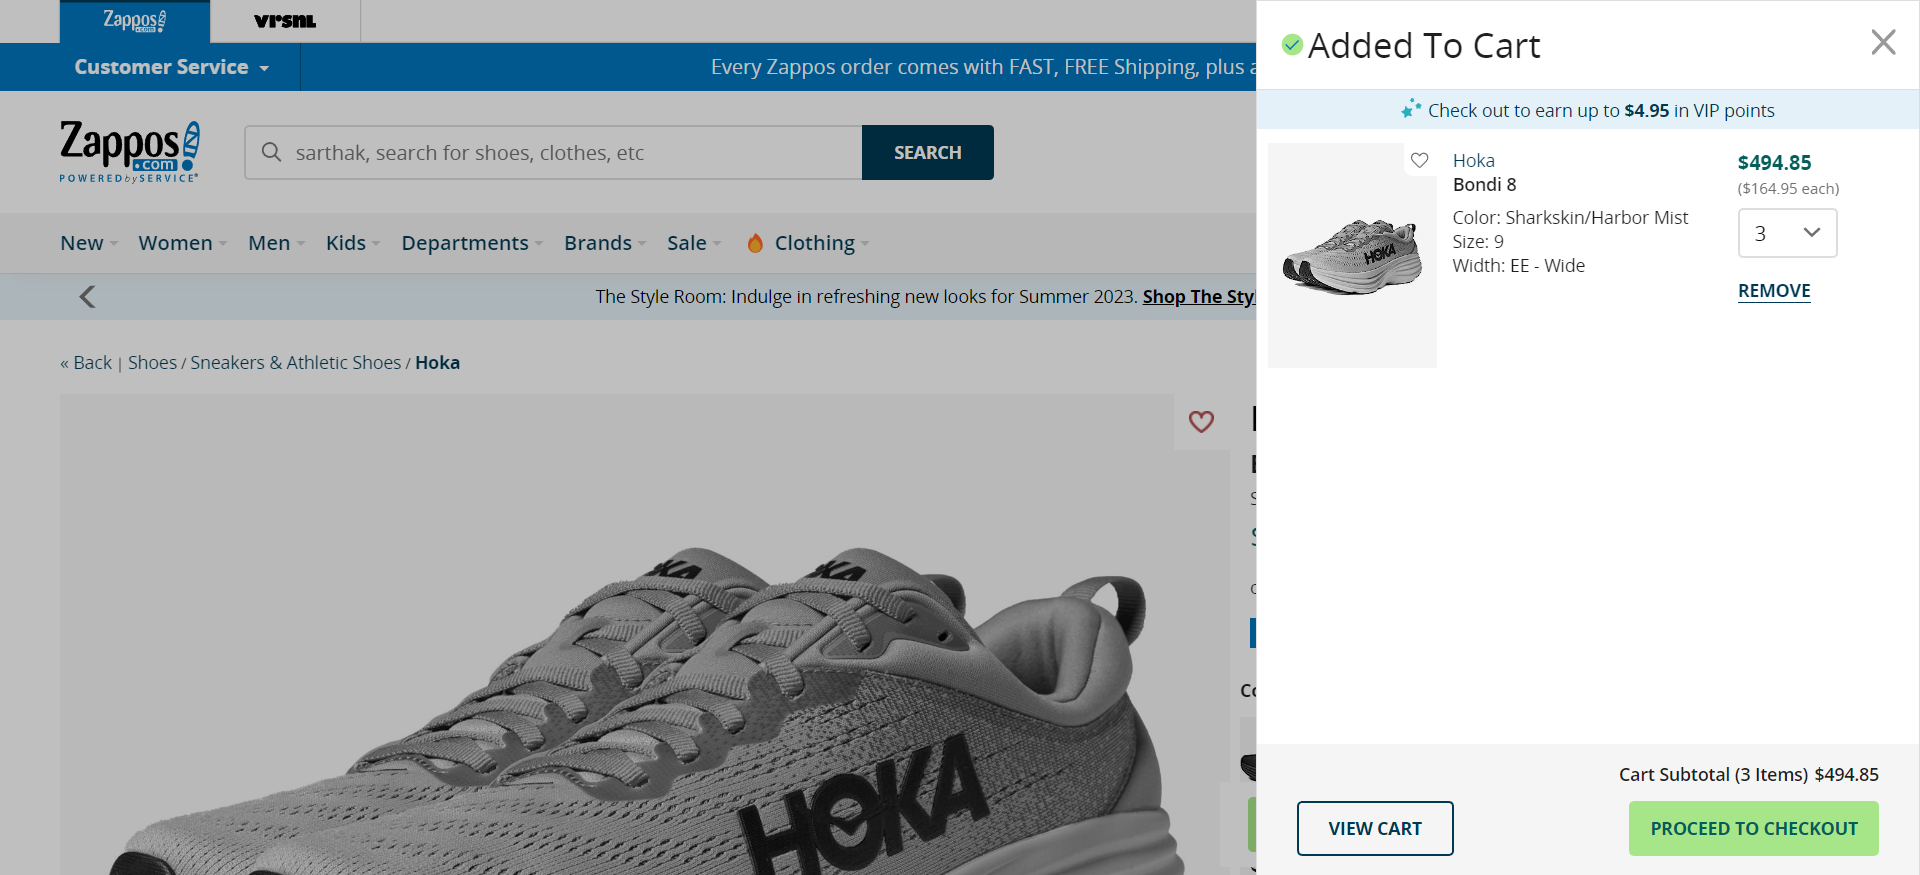 Zappos
.com
vrsnl
Customer Service
Every Zappos order comes with FAST, FREE Shipping, plus
Zappos
.com
POWERED by SERVICE®
sarthak, search for shoes, clothes, etc
SEARCH
New
Women
Men
Kids
Departments
Brands
Sale
Clothing
The Style Room: Indulge in refreshing new looks for Summer 2023. Shop The Sty
« Back | Shoes / Sneakers & Athletic Shoes / Hoka
HOKA
Added To Cart
Check out to earn up to $4.95 in VIP points
HOKA
Hoka
Bondi 8
Color: Sharkskin/Harbor Mist
Size: 9
Width: EE - Wide
$494.85
($164.95 each)
3
REMOVE
Cart Subtotal (3 Items) $494.85
VIEW CART
PROCEED TO CHECKOUT